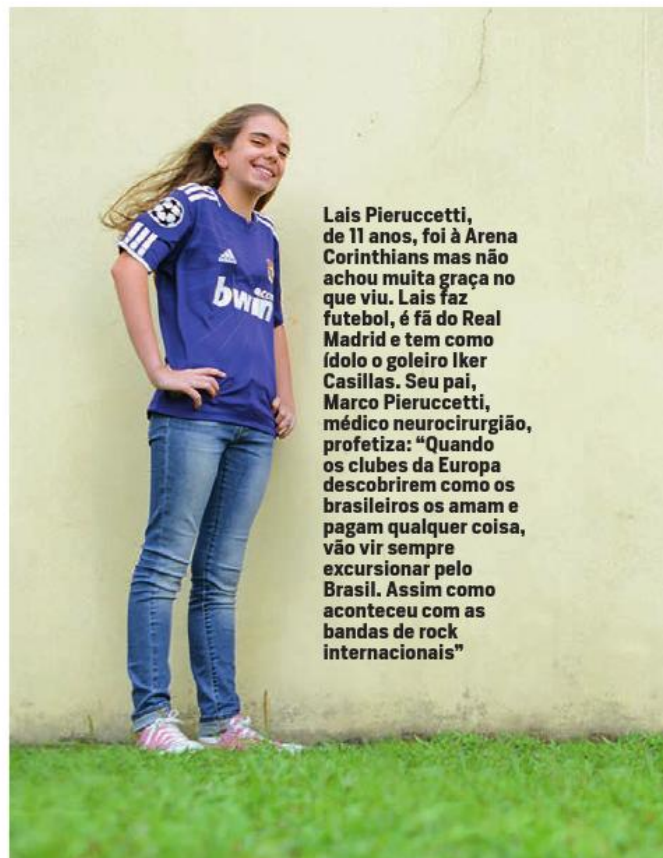 Lais Pieruccetti,
de 11 anos, foi à Arena
Corinthians mas não
achou muita graça no
que viu. Lais faz
futebol, é fã do Real
Madrid e tem como
ídolo o goleiro Iker
Casillas. Seu pai,
Marco Pieruccetti,
médico neurocirurgião,
profetiza: “Quando
os clubes da Europa
descobrirem como os
brasileiros os amam e
pagam qualquer coisa,
vão vir sempre
excursionar pelo
Brasil. Assim como
aconteceu com as
bandas de rock
internacionais”
adidas
bwin